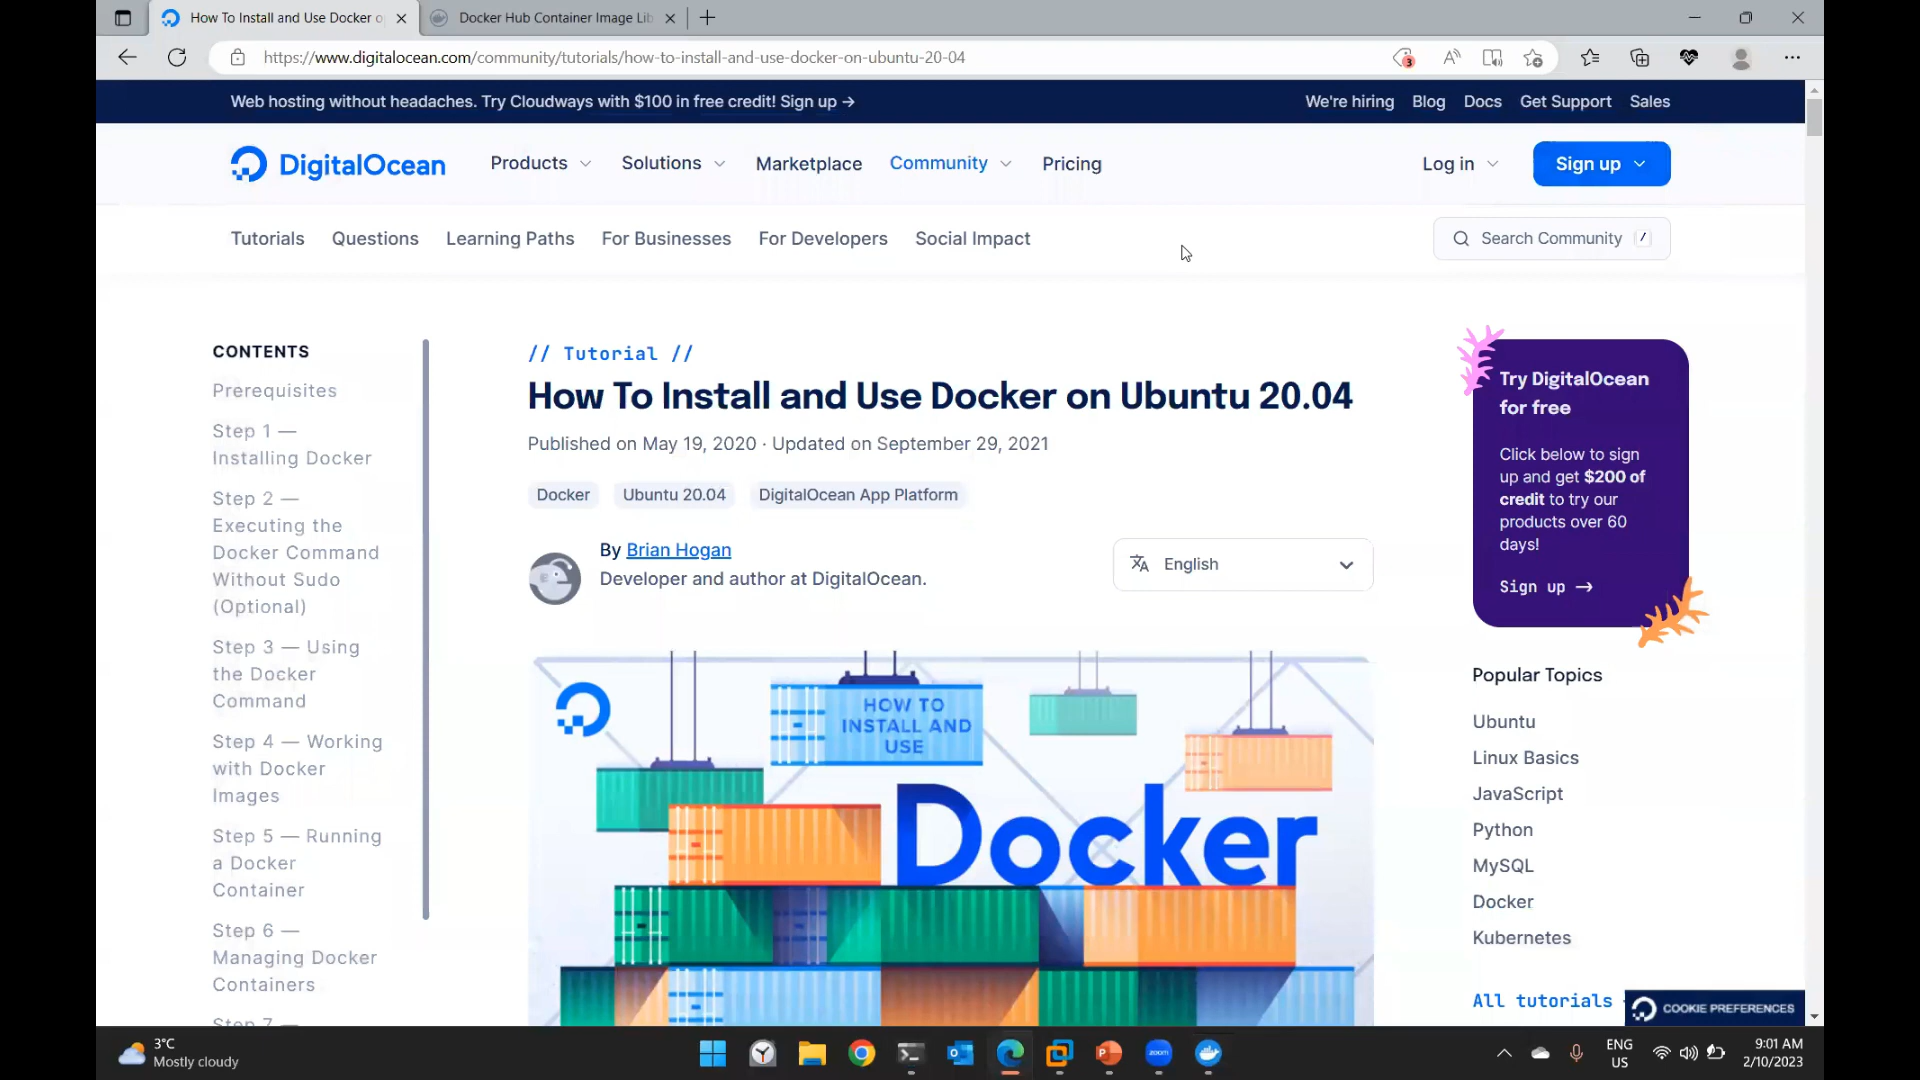 How To Install and Use Docker o
Docker Hub Container Image Lib
https://www.digitalocean.com/community/tutorials/how-to-install-and-use-docker-on-ubuntu-20-04
3
Web hosting without headaches. Try Cloudways with $100 in free credit! Sign up →
We're hiring Blog Docs Get Support Sales
DigitalOcean
Products Solutions Marketplace Community Pricing
Log in
Sign up
Tutorials Questions Learning Paths For Businesses For Developers Social Impact
Search Community /
CONTENTS
Prerequisites
Step 1 —
Installing Docker
Step 2 —
Executing the
Docker Command
Without Sudo
(Optional)
Step 3 — Using
the Docker
Command
Step 4 — Working
with Docker
Images
Step 5 — Running
a Docker
Container
Step 6 —
Managing Docker
Containers
Step 7 —
// Tutorial //
How To Install and Use Docker on Ubuntu 20.04
Published on May 19, 2020 · Updated on September 29, 2021
Docker Ubuntu 20.04 DigitalOcean App Platform
By Brian Hogan
Developer and author at DigitalOcean.
English
HOW TO
INSTALL AND
USE
Docker
Try DigitalOcean
for free
Click below to sign
up and get $200 of
credit to try our
products over 60
days!
Sign up →
Popular Topics
Ubuntu
Linux Basics
JavaScript
Python
MySQL
Docker
Kubernetes
All tutorials
COOKIE PREFERENCES
3°C
Mostly cloudy
zoom
ENG
US
9:01 AM
2/10/2023